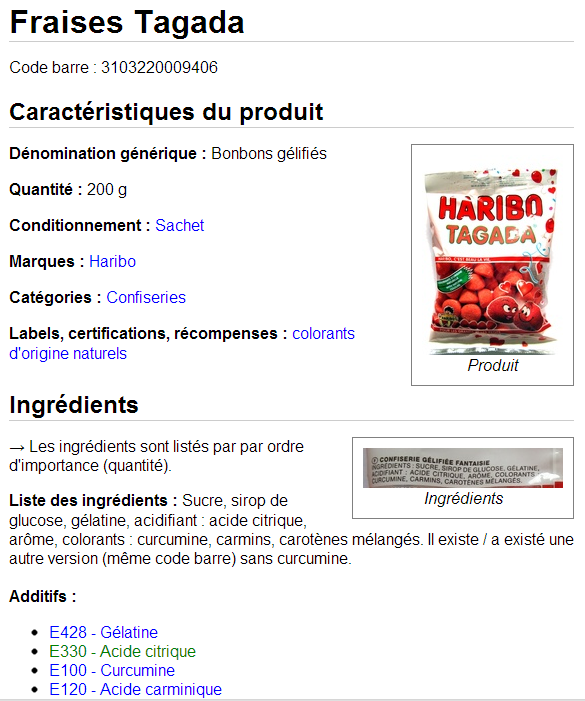 Fraises Tagada
Code barre : 3103220009406
Caractéristiques du produit
Dénomination générique : Bonbons gélifiés
Quantité : 200 g
Conditionnement : Sachet
Marques : Haribo
Catégories : Confiseries
Labels, certifications, récompenses : colorants
d'origine naturels
HARIBO
TAGADA
Produit
Ingrédients
→ Les ingrédients sont listés par par ordre
d'importance (quantité).
CONFISERIE GÉLIFIÉE FANTAISIE
INGRÉDIENTS : SUCRE, SIROP DE GLUCOSE, GÉLATINE,
ACIDIFIANT : ACIDE CITRIQUE, ARÔME, COLORANTS
CURCUMINE, CARMINS, CAROTÈNES MÉLANGÉS.
Ingrédients
Liste des ingrédients : Sucre, sirop de
glucose, gélatine, acidifiant : acide citrique,
arôme, colorants : curcumine, carmins, carotènes mélangés. Il existe / a existé une
autre version (même code barre) sans curcumine.
Additifs :
E428 - Gélatine
E330 - Acide citrique
E100 - Curcumine
E120 - Acide carminique